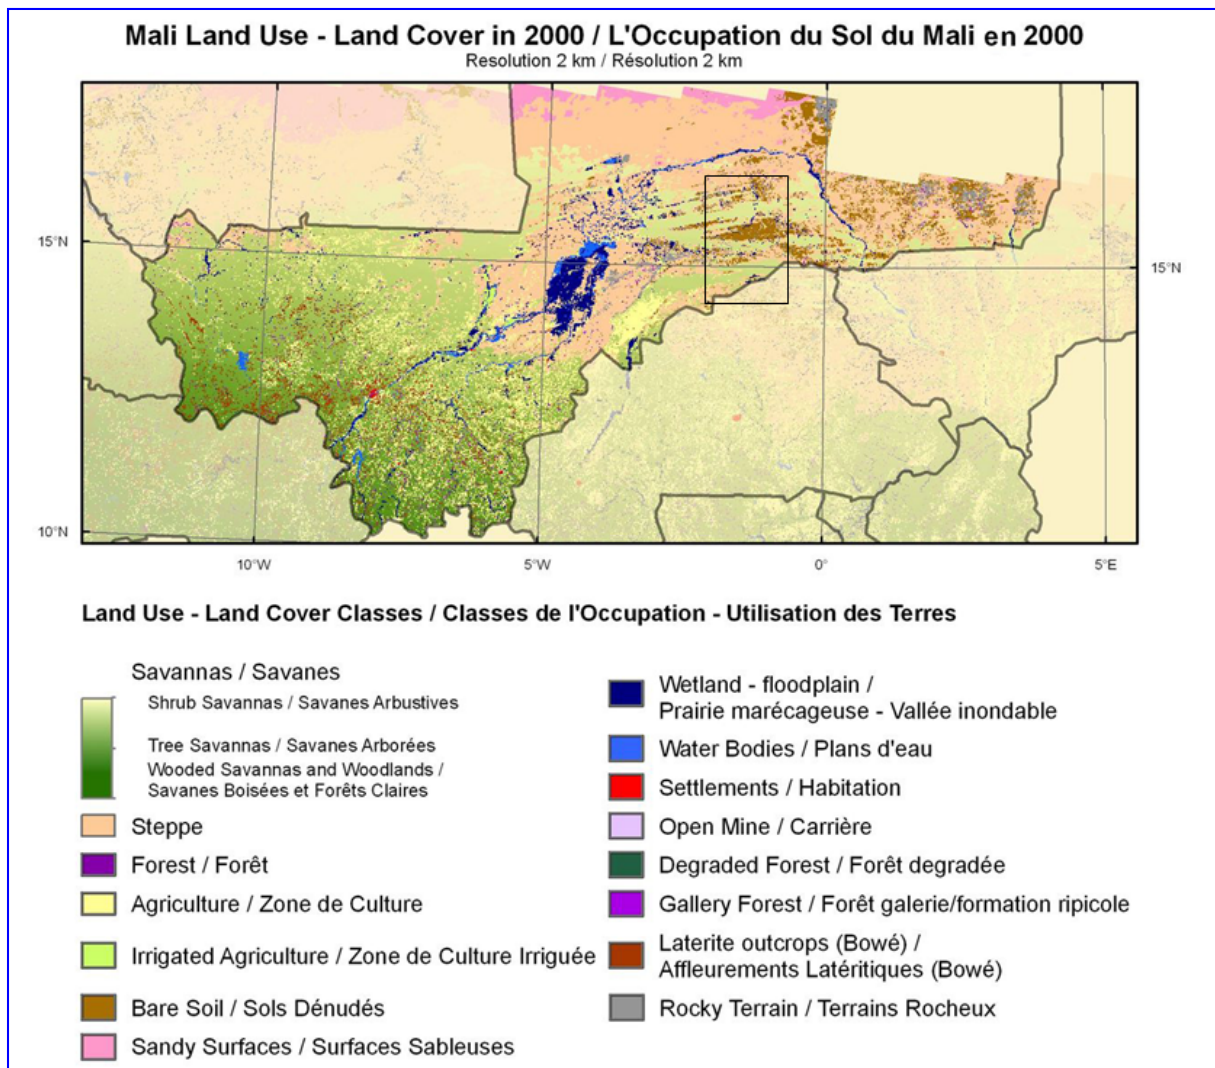 Mali Land Use - Land Cover in 2000 / L'Occupation du Sol du Mali en 2000
Resolution 2 km / Résolution 2 km
15°N
15°N
10°N
10°W
5°W
0°
5°E
Land Use - Land Cover Classes / Classes de l'Occupation - Utilisation des Terres
Savannas / Savanes
Shrub Savannas / Savanes Arbustives
Tree Savannas / Savanes Arborées
Wooded Savannas and Woodlands /
Savanes Boisées et Forêts Claires
Steppe
Forest / Forêt
Agriculture / Zone de Culture
Irrigated Agriculture / Zone de Culture Irriguée
Bare Soil / Sols Dénudés
Sandy Surfaces / Surfaces Sableuses
Wetland - floodplain /
Prairie marécageuse - Vallée inondable
Water Bodies / Plans d'eau
Settlements / Habitation
Open Mine / Carrière
Degraded Forest / Forêt degradée
Gallery Forest / Forêt galerie/formation ripicole
Laterite outcrops (Bowé) /
Affleurements Latéritiques (Bowé)
Rocky Terrain / Terrains Rocheux